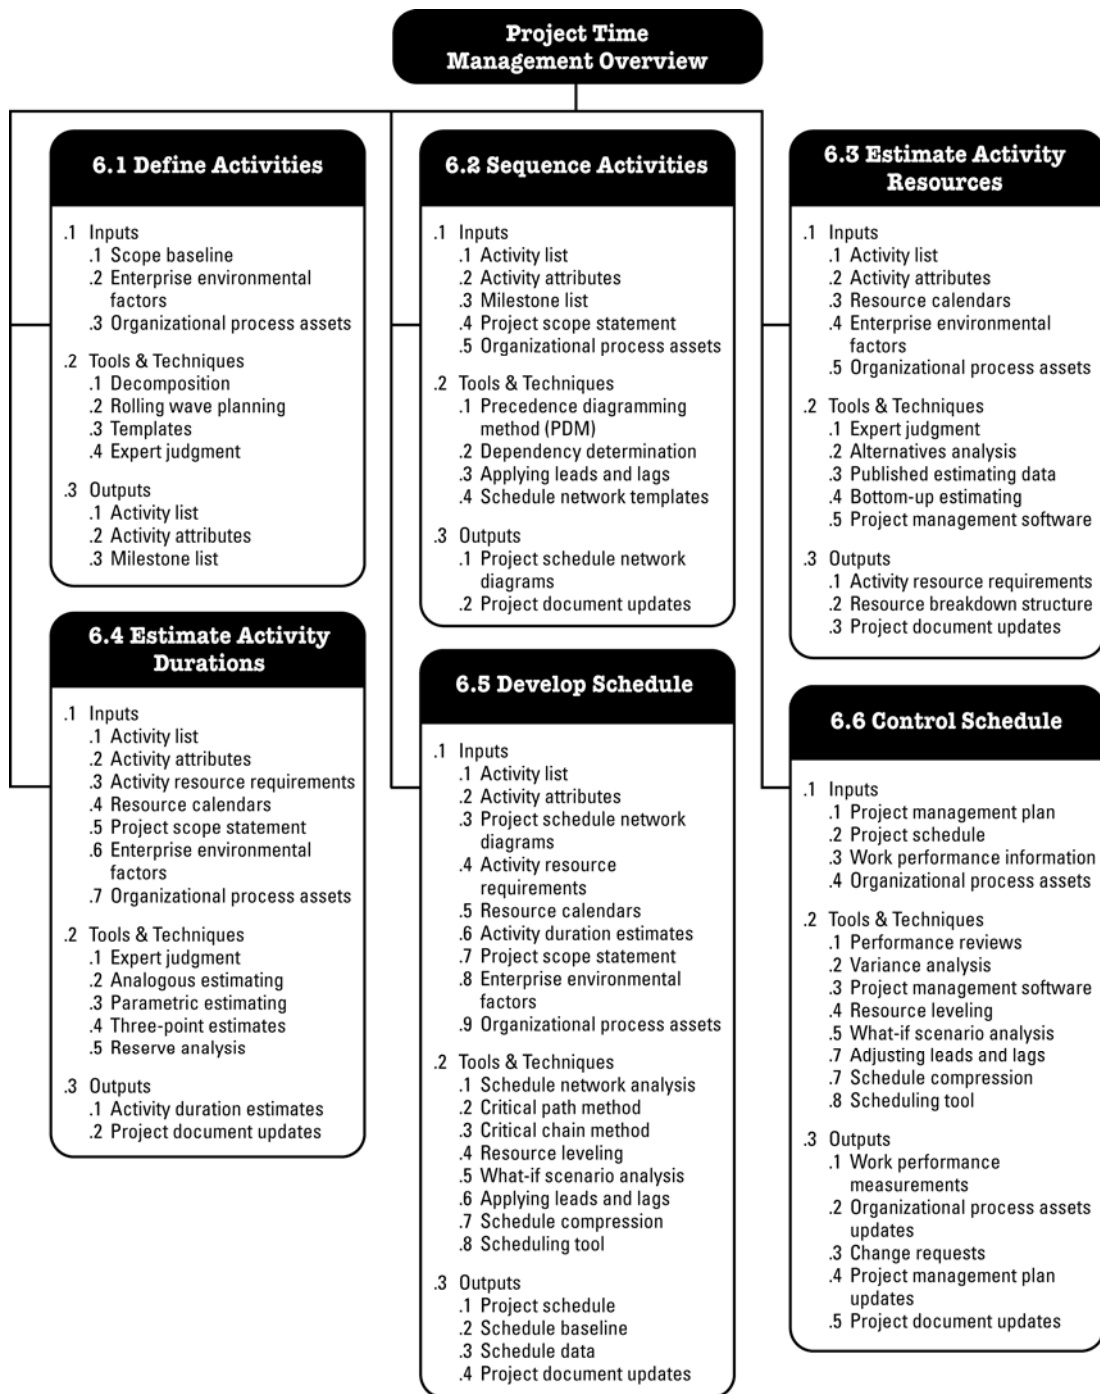 Project Time
Management Overview
6.1 Define Activities
.1 Inputs
.1 Scope baseline
.2 Enterprise environmental
factors
.3 Organizational process assets
.2 Tools & Techniques
.1 Decomposition
.2 Rolling wave planning
.3 Templates
.4 Expert judgment
.3 Outputs
.1 Activity list
.2 Activity attributes
.3 Milestone list
6.2 Sequence Activities
.1 Inputs
.1 Activity list
.2 Activity attributes
.3 Milestone list
.4 Project scope statement
.5 Organizational process assets
.2 Tools & Techniques
.1 Precedence diagramming
method (PDM)
.2 Dependency determination
.3 Applying leads and lags
.4 Schedule network templates
.3 Outputs
.1 Project schedule network
diagrams
.2 Project document updates
6.3 Estimate Activity
Resources
.1 Inputs
.1 Activity list
.2 Activity attributes
.3 Resource calendars
.4 Enterprise environmental
factors
.5 Organizational process assets
.2 Tools & Techniques
.1 Expert judgment
.2 Alternatives analysis
.3 Published estimating data
.4 Bottom-up estimating
.5 Project management software
.3 Outputs
.1 Activity resource requirements
.2 Resource breakdown structure
.3 Project document updates
6.4 Estimate Activity
Durations
.1 Inputs
.1 Activity list
.2 Activity attributes
.3 Activity resource requirements
.4 Resource calendars
.5 Project scope statement
.6 Enterprise environmental
factors
.7 Organizational process assets
.2 Tools & Techniques
.1 Expert judgment
.2 Analogous estimating
.3 Parametric estimating
.4 Three-point estimates
.5 Reserve analysis
.3 Outputs
.1 Activity duration estimates
.2 Project document updates
6.5 Develop Schedule
.1 Inputs
.1 Activity list
.2 Activity attributes
.3 Project schedule network
diagrams
.4 Activity resource
requirements
.5 Resource calendars
.6 Activity duration estimates
.7 Project scope statement
.8 Enterprise environmental
factors
.9 Organizational process assets
.2 Tools & Techniques
.1 Schedule network analysis
.2 Critical path method
.3 Critical chain method
.4 Resource leveling
.5 What-if scenario analysis
.6 Applying leads and lags
.7 Schedule compression
.8 Scheduling tool
.3 Outputs
.1 Project schedule
.2 Schedule baseline
.3 Schedule data
.4 Project document updates
6.6 Control Schedule
.1 Inputs
.1 Project management plan
.2 Project schedule
.3 Work performance information
.4 Organizational process assets
.2 Tools & Techniques
.1 Performance reviews
.2 Variance analysis
.3 Project management software
.4 Resource leveling
.5 What-if scenario analysis
.7 Adjusting leads and lags
.7 Schedule compression
.8 Scheduling tool
.3 Outputs
.1 Work performance
measurements
.2 Organizational process assets
updates
.3 Change requests
.4 Project management plan
updates
.5 Project document updates